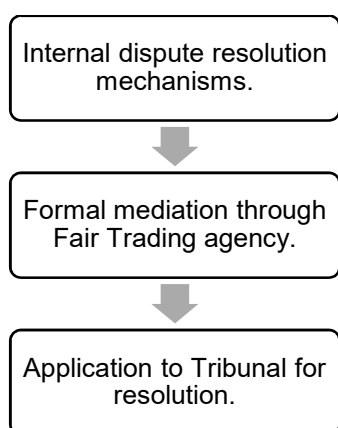 Internal dispute resolution
mechanisms.
Formal mediation through
Fair Trading agency.
Application to Tribunal for
resolution.